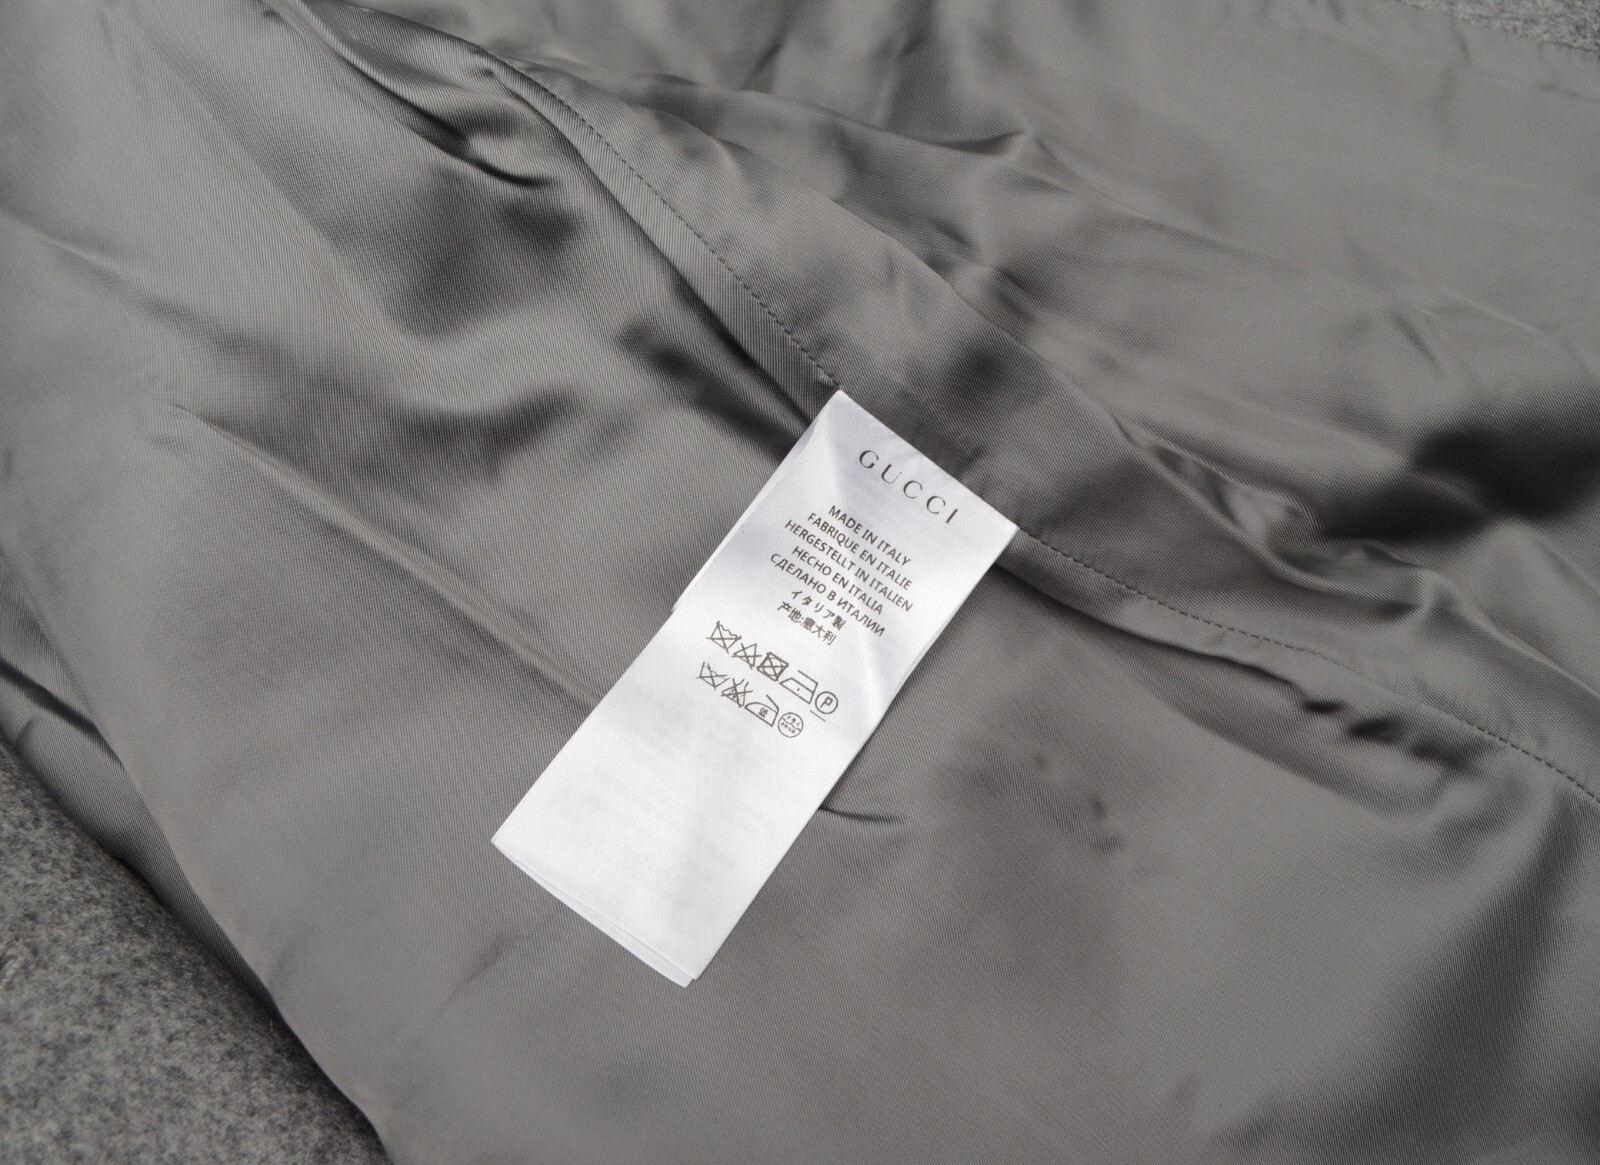 GUCCI
MADE IN ITALY
FABRIQUE EN ITALIE
HERGESTELLT IN ITALIEN
HECHO EN ITALIA
СДЕЛАНО В ИТАЛИИ
イタリア製
产地:意大利
P
低